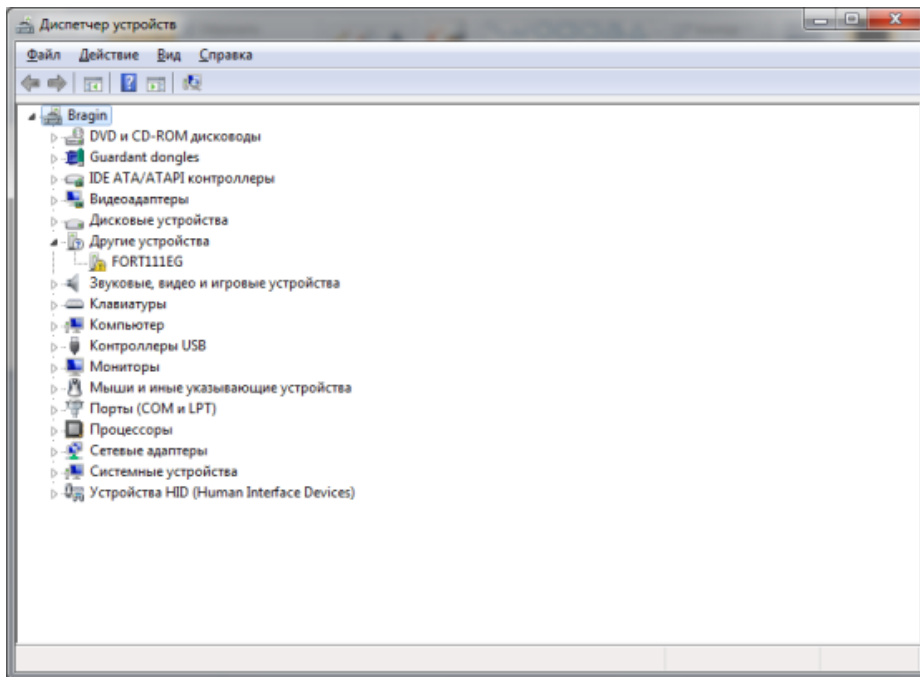 Диспетчер устройств
Файл Действие Вид Справка
Bragin
DVD и CD-ROM дисководы
Guardant dongles
IDE ATA/ATAPI контроллеры
Видеоадаптеры
Дисковые устройства
Другие устройства
FORT111EG
Звуковые, видео и игровые устройства
Клавиатуры
Компьютер
Контроллеры USB
Мониторы
Мыши и иные указывающие устройства
Порты (COM и LPT)
Процессоры
Сетевые адаптеры
Системные устройства
Устройства HID (Human Interface Devices)